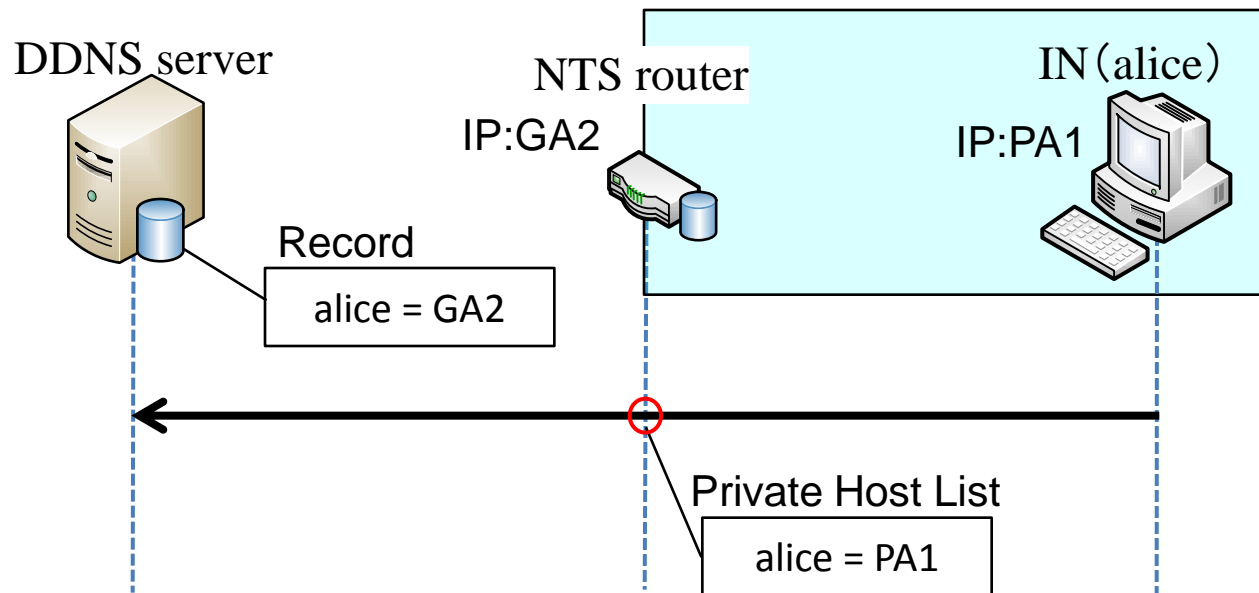 DDNS server
NTS router
IN（alice）
IP:GA2
IP:PA1
Record
alice = GA2
Private Host List
alice = PA1